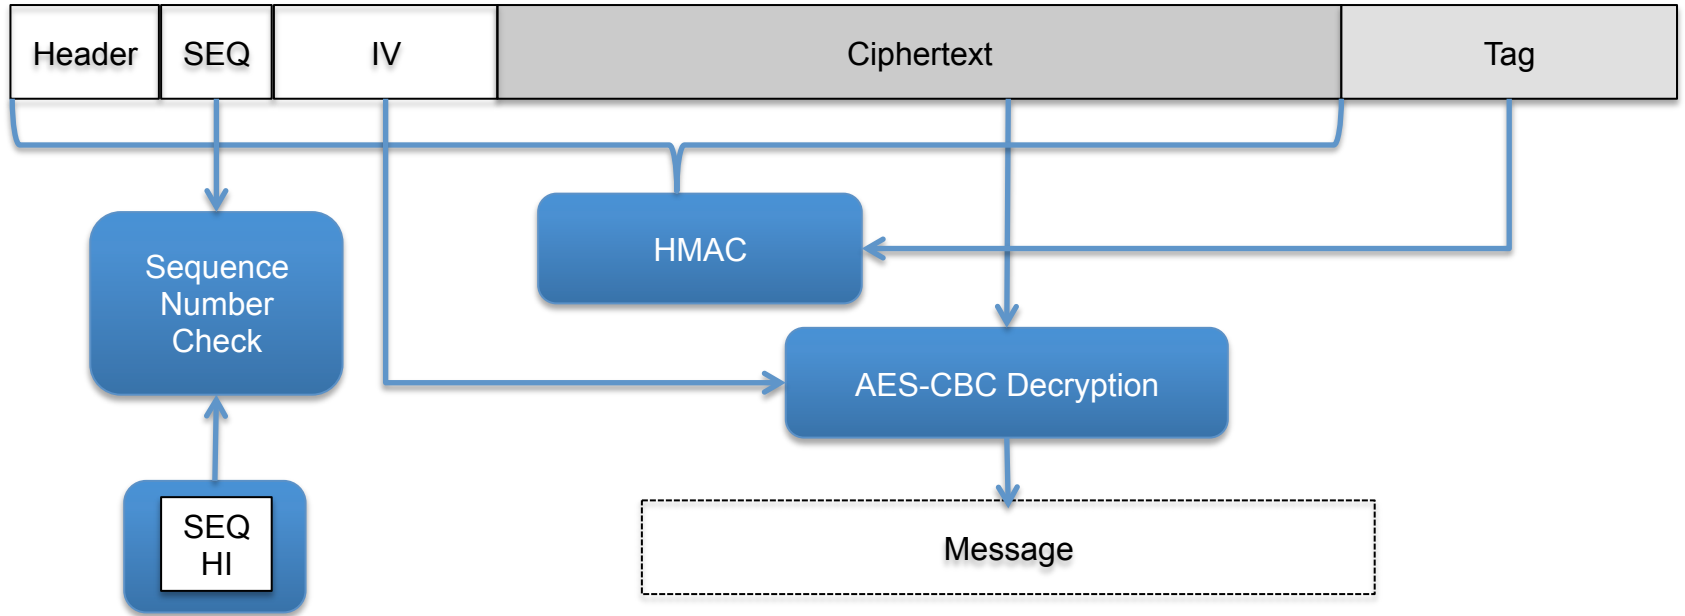 Header
SEQ
IV
Ciphertext
Tag
HMAC
Sequence
Number
Check
AES-CBC Decryption
SEQ
HI
Message